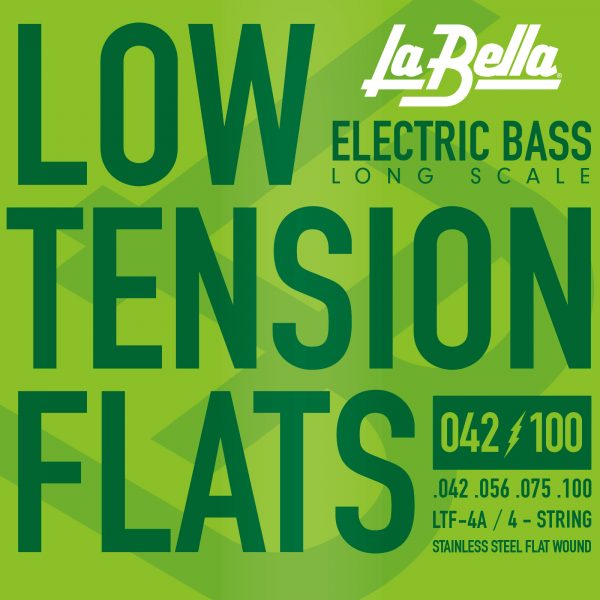 LOW
La Bella®
ELECTRIC BASS
LONG SCALE
TENSION
FLATS
042 100
.042 .056 .075 .100
LTF-4A / 4 - STRING
STAINLESS STEEL FLAT WOUND